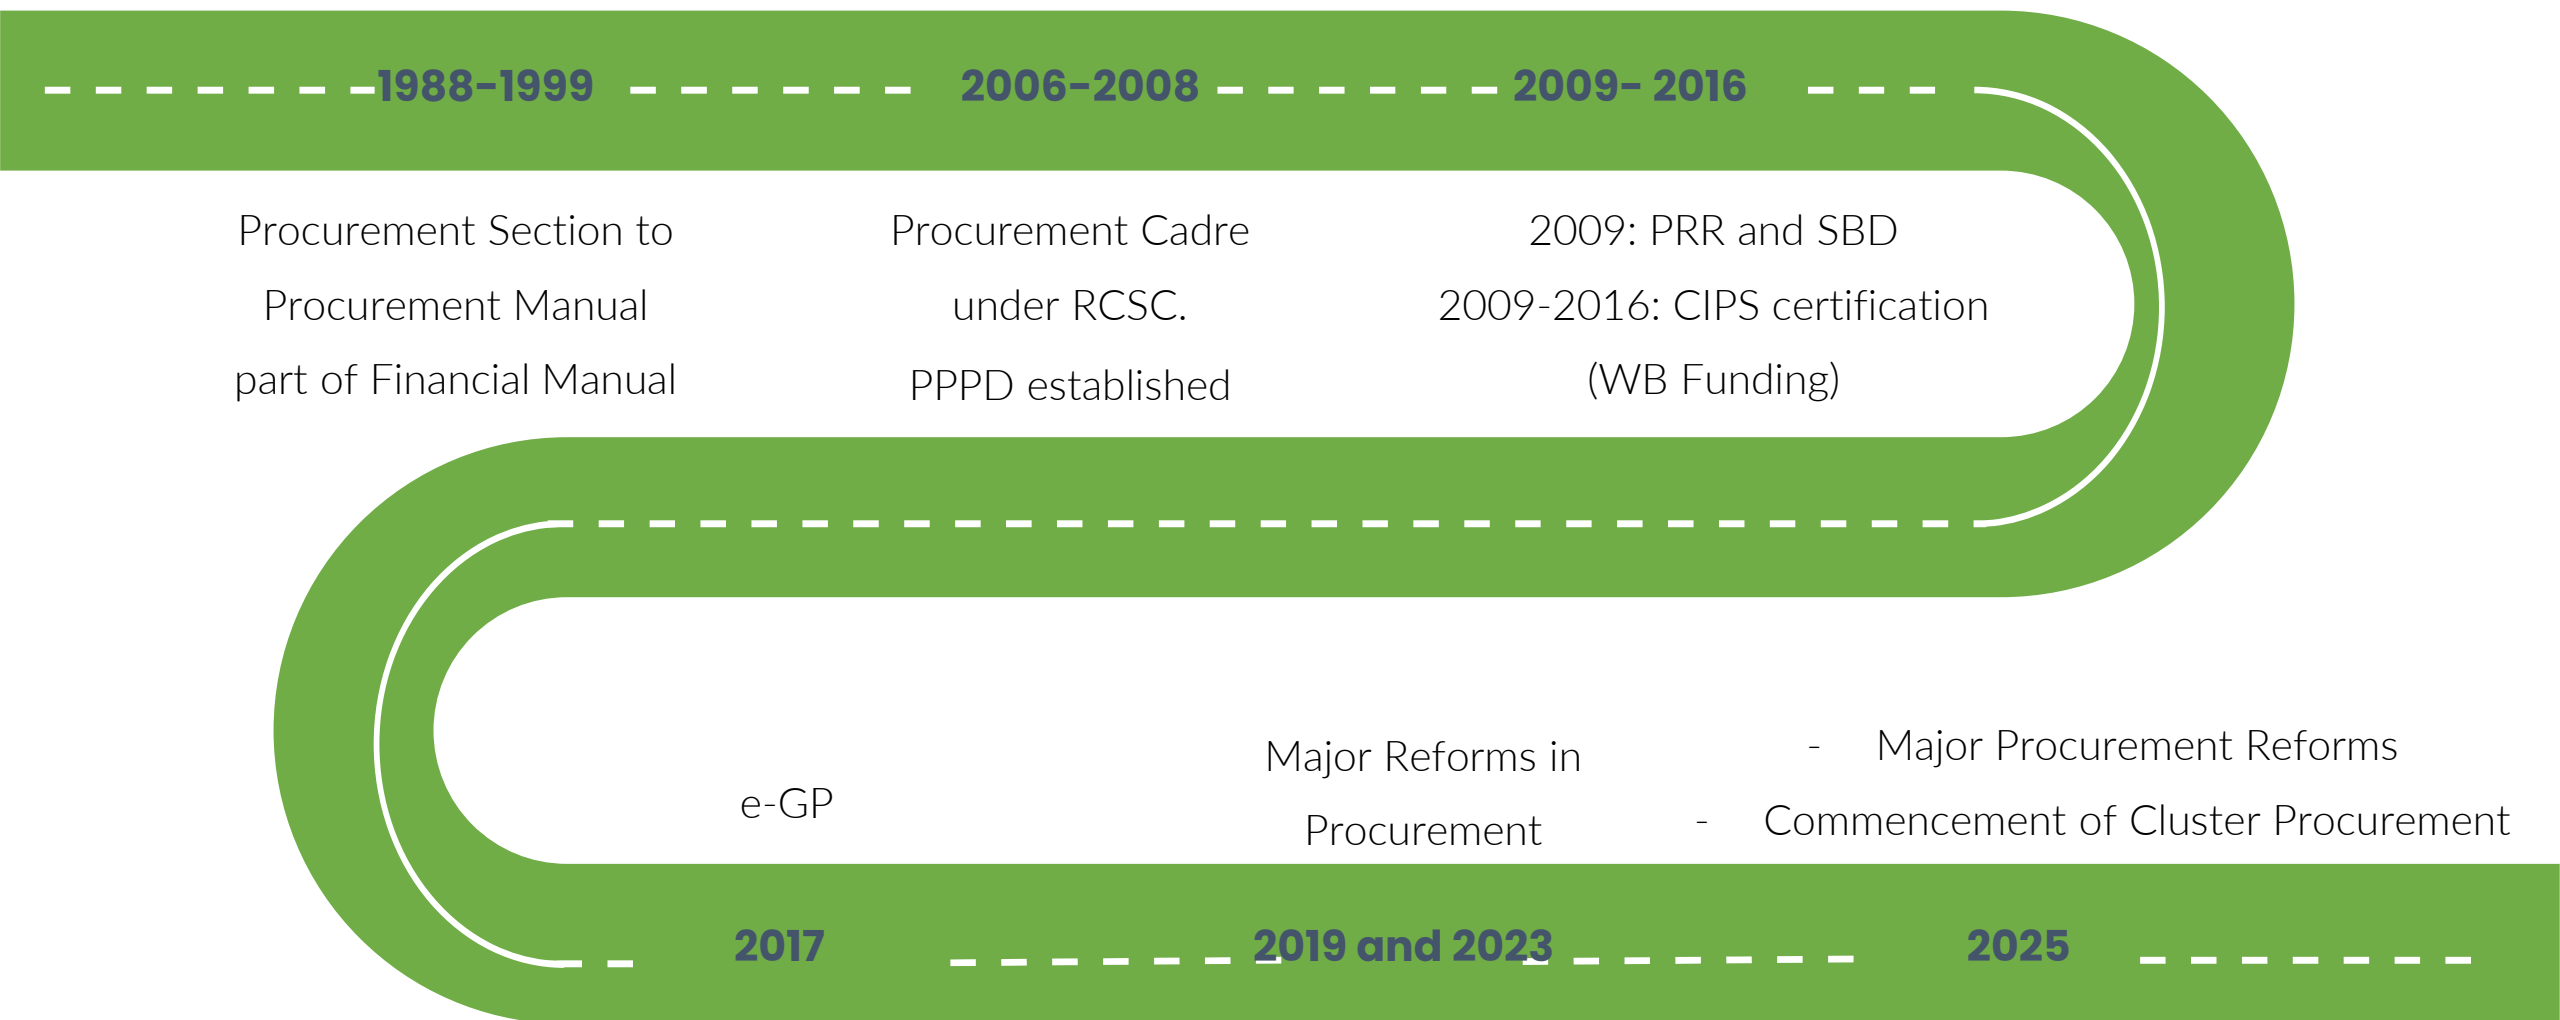 1988-1999
2006-2008
2009- 2016
Procurement Section to
Procurement Manual
part of Financial Manual
Procurement Cadre
under RCSC.
PPPD established
2009: PRR and SBD
2009-2016: CIPS certification
(WB Funding)
e-GP
Major Reforms in
Procurement
- Major Procurement Reforms
- Commencement of Cluster Procurement
2017
2019 and 2023
2025